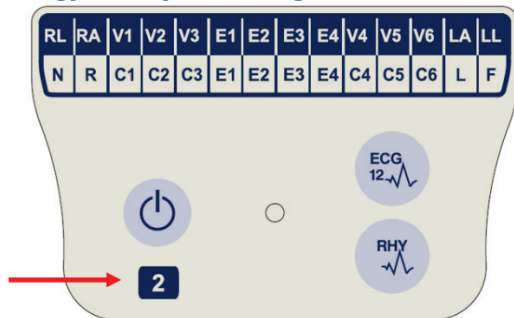 RL RA V1 V2 V3 E1 E2 E3 E4 V4 V5 V6 LA LL
N R C1 C2 C3 E1 E2 E3 E4 C4 C5 C6 L F
ECG
12
RHY
2